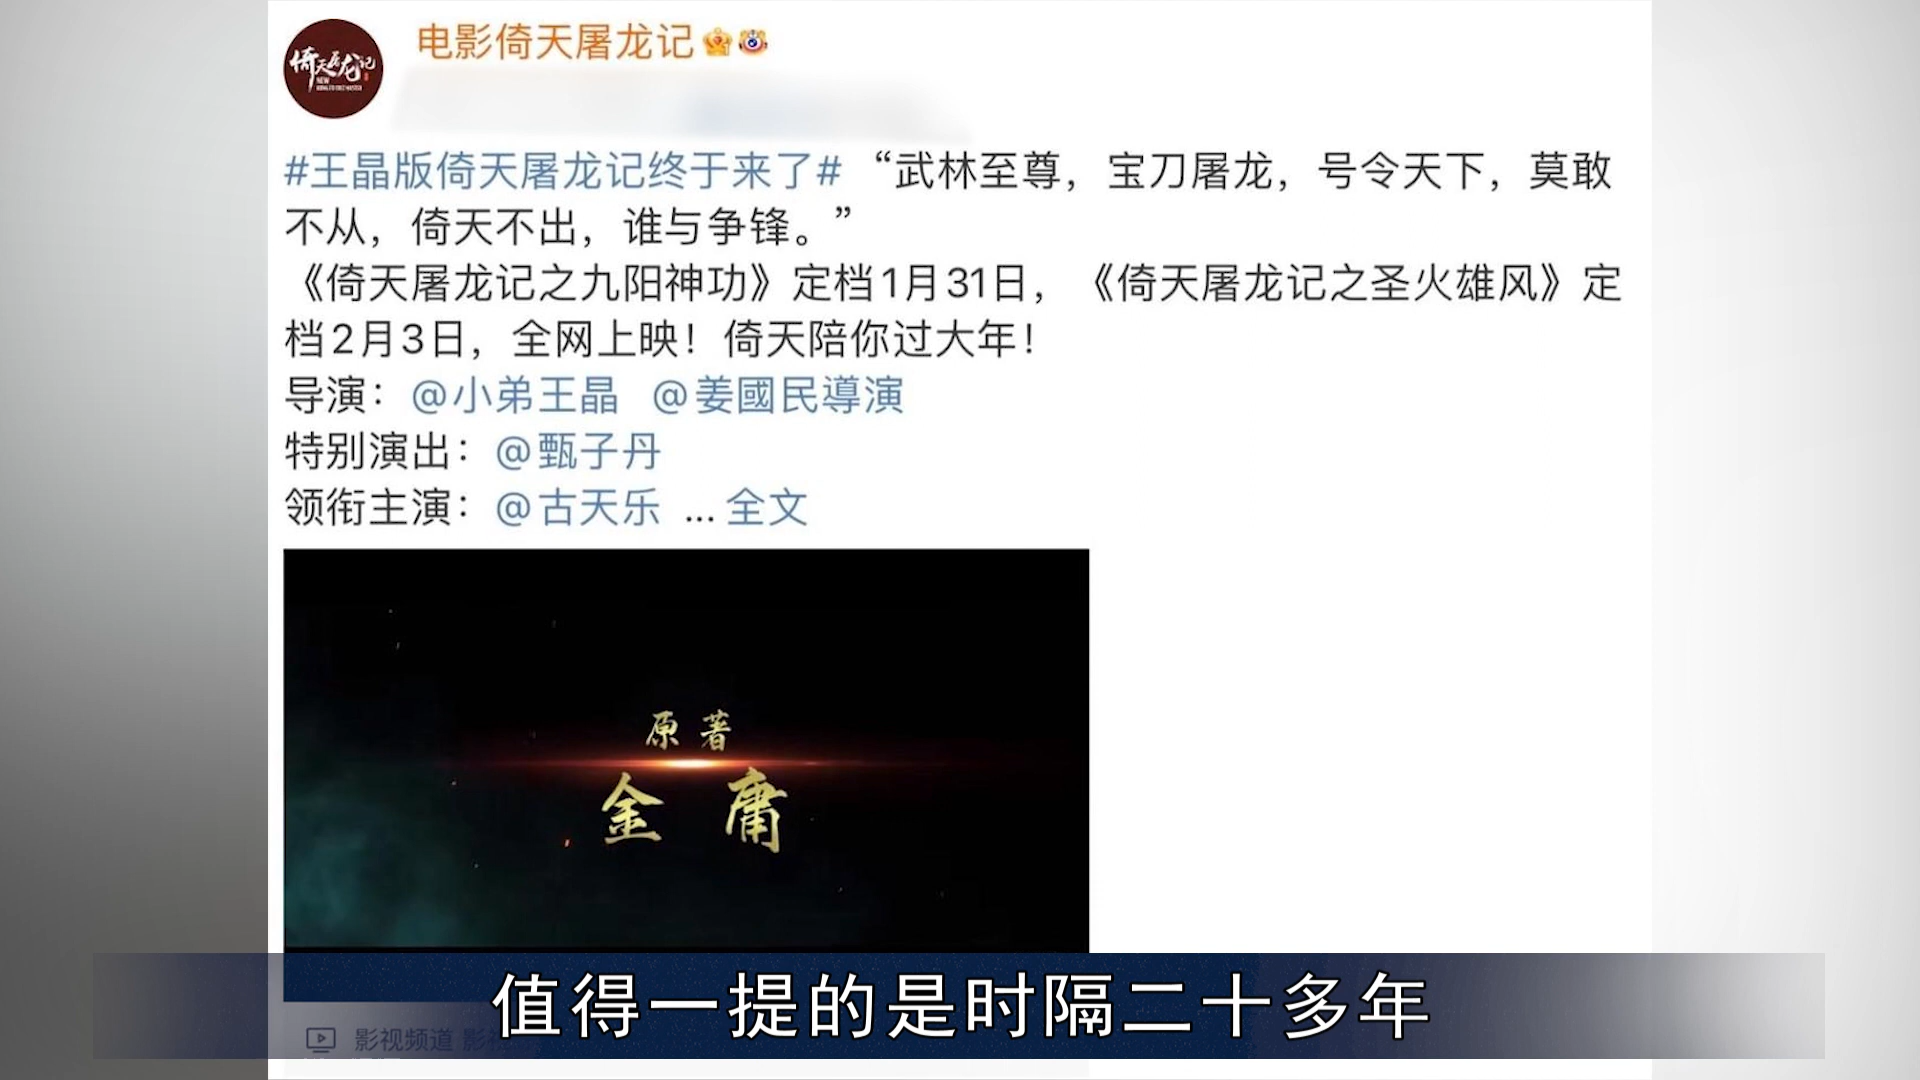 倚天屠龙记
NEW
KUNG FU CULT MASTER
电影倚天屠龙记
#王晶版倚天屠龙记终于来了# “武林至尊，宝刀屠龙，号令天下，莫敢
不从，倚天不出，谁与争锋。”
《倚天屠龙记之九阳神功》定档1月31日，《倚天屠龙记之圣火雄风》定
档2月3日，全网上映！倚天陪你过大年！
导演：@小弟王晶 @姜國民導演
特别演出：@甄子丹
领衔主演：@古天乐 ... 全文
原著
金庸
值得一提的是时隔二十多年
影视频道 影